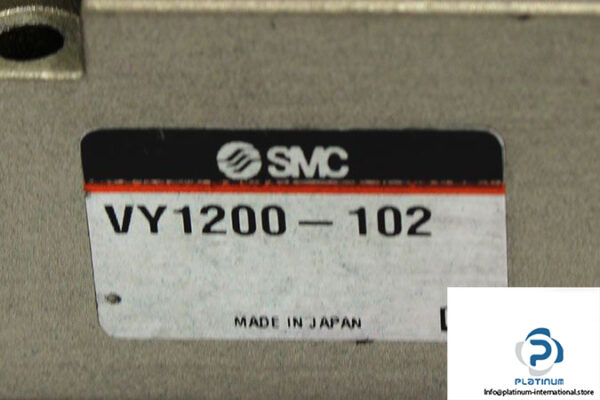 SMC
VY1200-102
MADE IN JAPAN
PLATINUM
Info@platinum-international.store